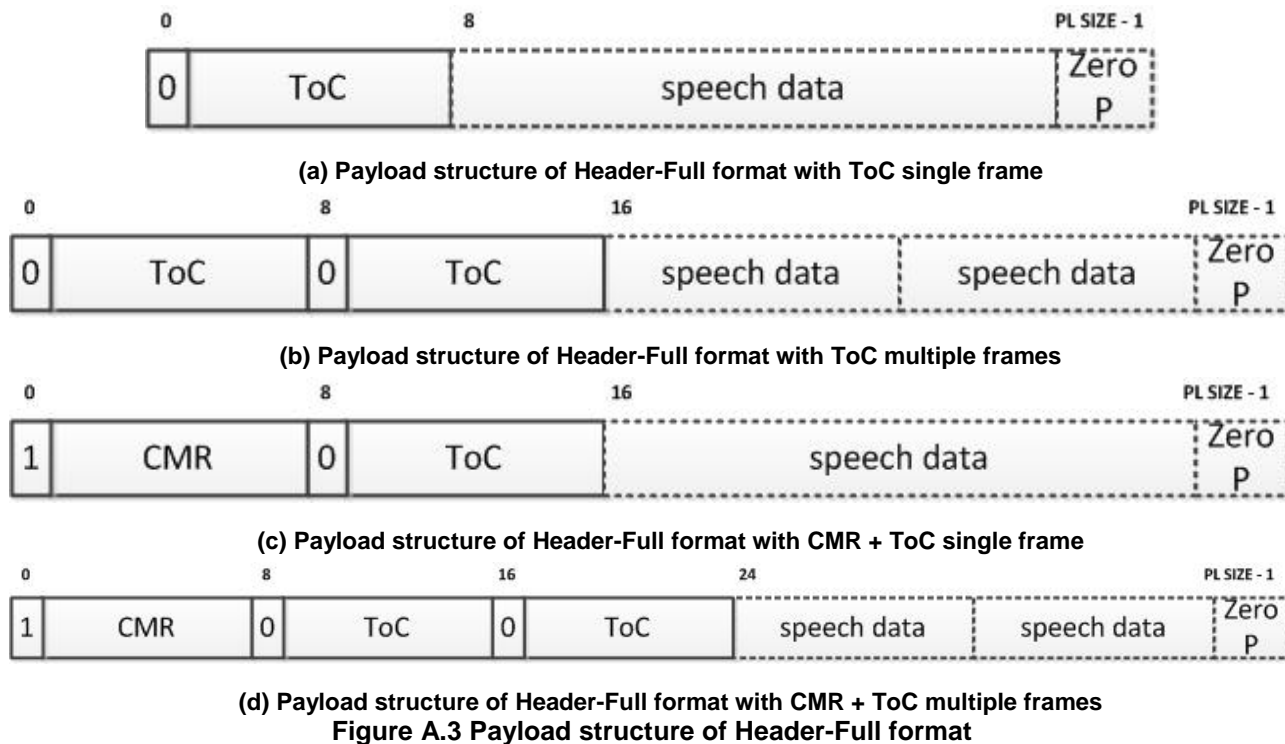 0 8 PL SIZE - 1
0 ToC speech data Zero P
(a) Payload structure of Header-Full format with ToC single frame
0 8 16 PL SIZE - 1
0 ToC 0 ToC speech data speech data Zero P
(b) Payload structure of Header-Full format with ToC multiple frames
0 8 16 PL SIZE - 1
1 CMR 0 ToC speech data Zero P
(c) Payload structure of Header-Full format with CMR + ToC single frame
0 8 16 24 PL SIZE - 1
1 CMR 0 ToC 0 ToC speech data speech data Zero P
(d) Payload structure of Header-Full format with CMR + ToC multiple frames
Figure A.3 Payload structure of Header-Full format